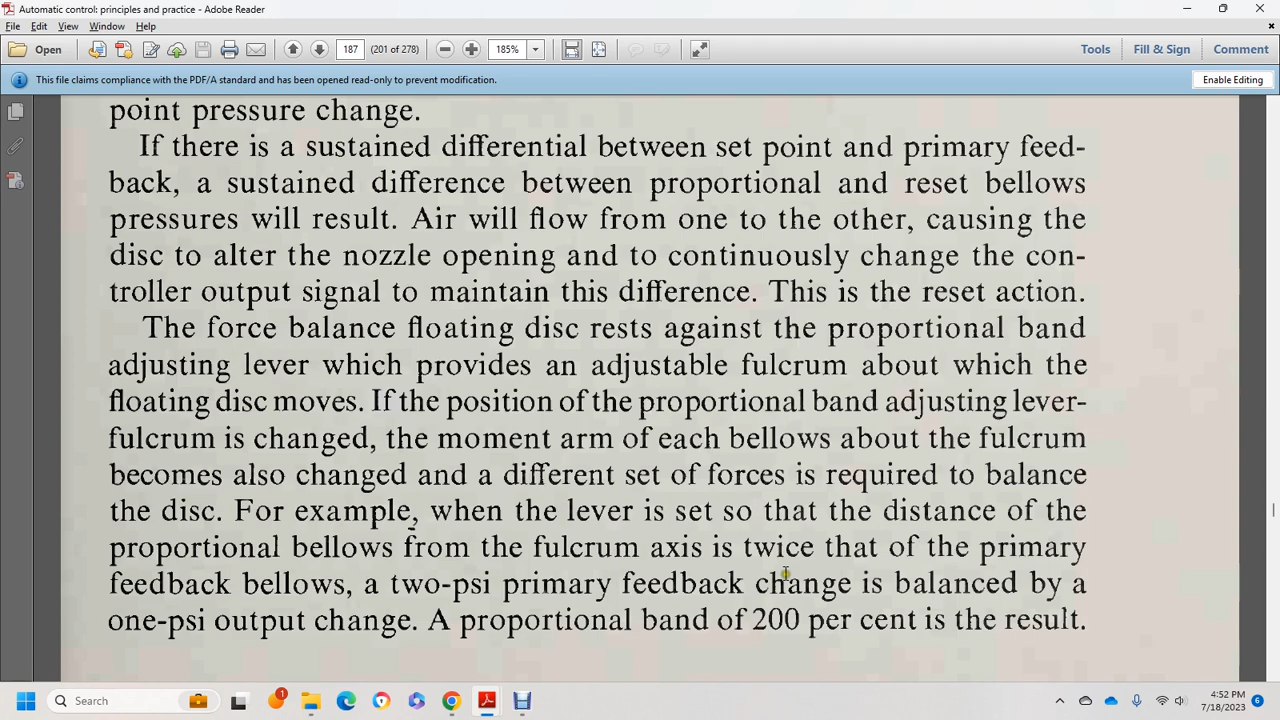 Automatic control: principles and practice - Adobe Reader
File Edit View Window Help
Open 187 (201 of 278) 185% Tools Fill & Sign Comment
This file claims compliance with the PDF/A standard and has been opened read-only to prevent modification. Enable Editing
point pressure change.
If there is a sustained differential between set point and primary feed-
back, a sustained difference between proportional and reset bellows
pressures will result. Air will flow from one to the other, causing the
disc to alter the nozzle opening and to continuously change the con-
troller output signal to maintain this difference. This is the reset action.
The force balance floating disc rests against the proportional band
adjusting lever which provides an adjustable fulcrum about which the
floating disc moves. If the position of the proportional band adjusting lever-
fulcrum is changed, the moment arm of each bellows about the fulcrum
becomes also changed and a different set of forces is required to balance
the disc. For example, when the lever is set so that the distance of the
proportional bellows from the fulcrum axis is twice that of the primary
feedback bellows, a two-psi primary feedback change is balanced by a
one-psi output change. A proportional band of 200 per cent is the result.
Search 1 4:52 PM
7/18/2023 6